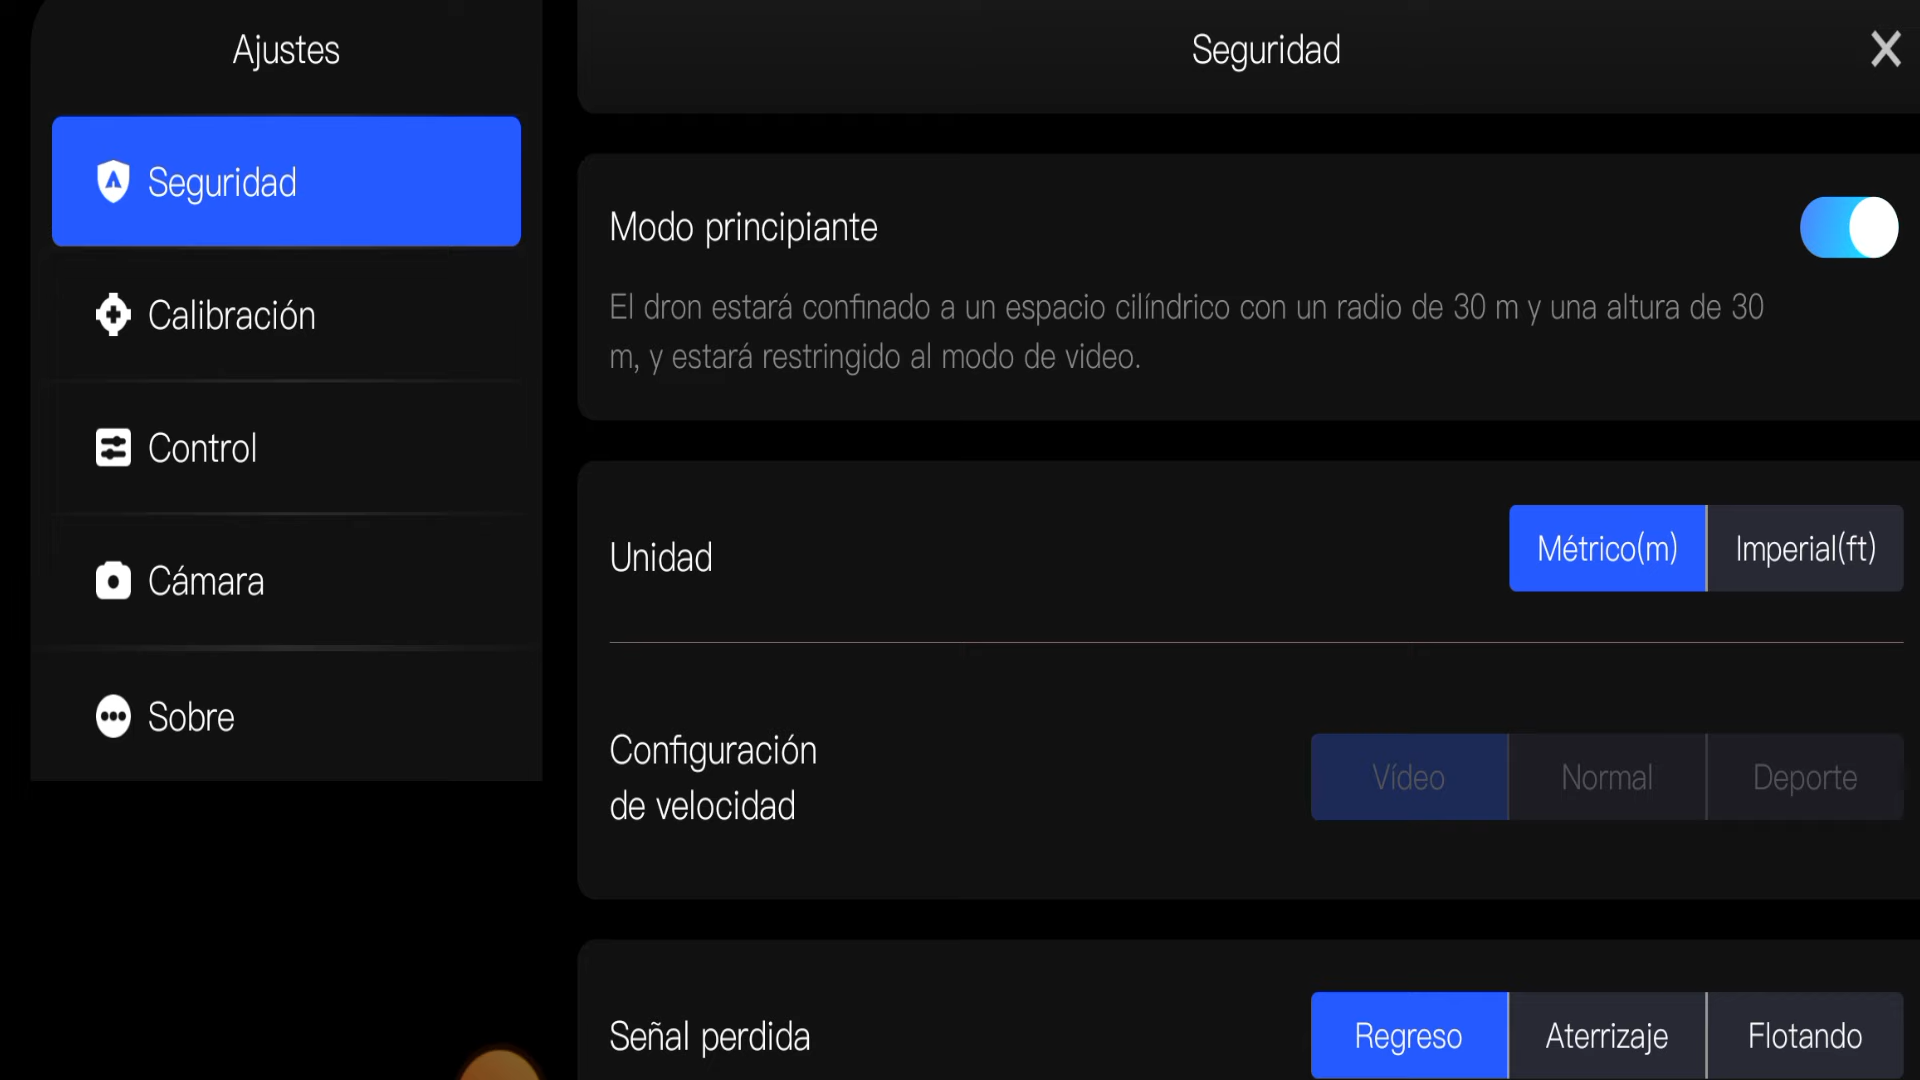 Ajustes
Seguridad
Calibración
Control
Cámara
Sobre
Seguridad
Modo principiante
El dron estará confinado a un espacio cilíndrico con un radio de 30 m y una altura de 30
m, y estará restringido al modo de video.
Unidad
Métrico(m)
Imperial(ft)
Configuración
de velocidad
Vídeo
Normal
Deporte
Señal perdida
Regreso
Aterrizaje
Flotando